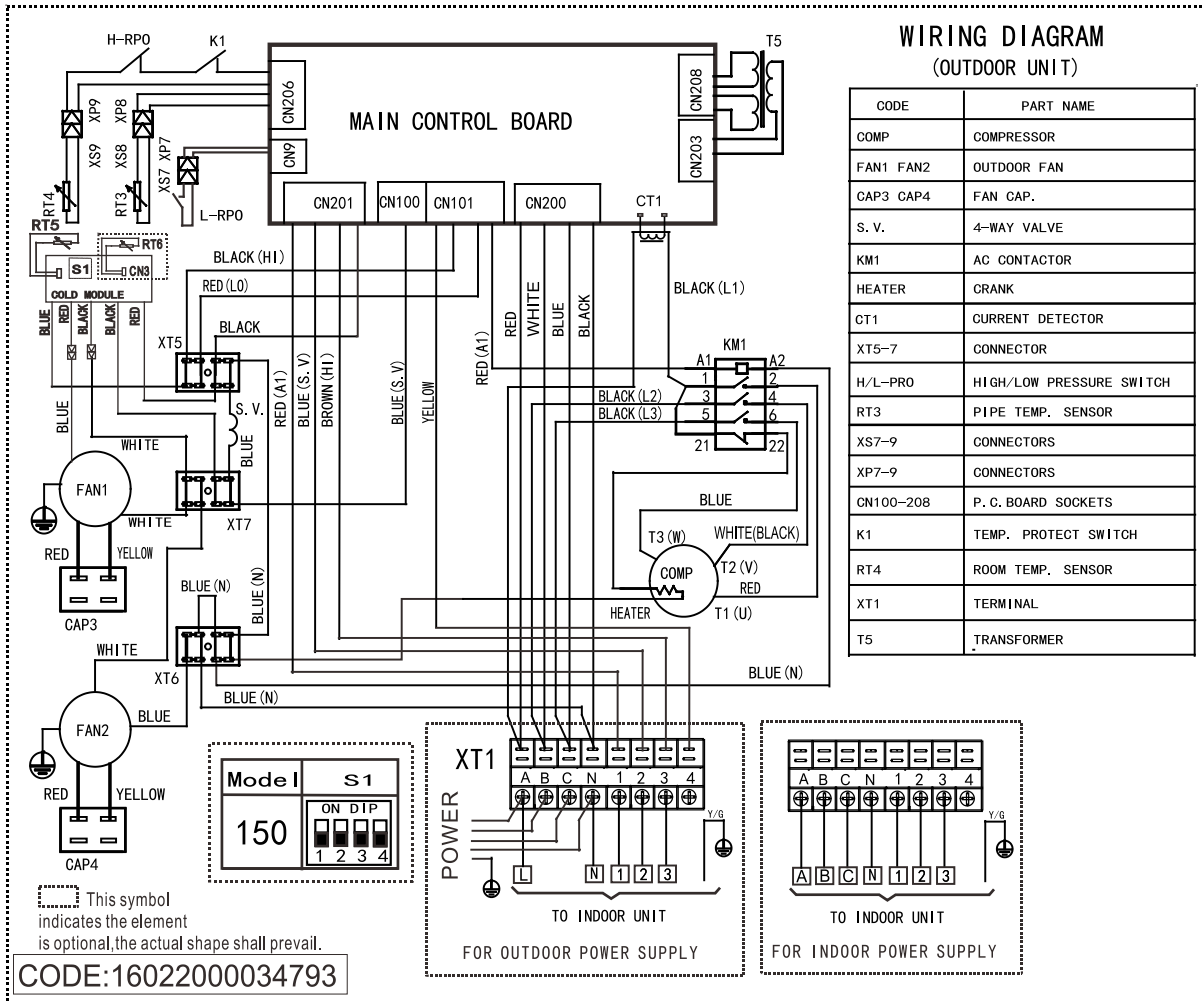 WIRING DIAGRAM
(OUTDOOR UNIT)
CODE PART NAME
COMP COMPRESSOR
FAN1 FAN2 OUTDOOR FAN
CAP3 CAP4 FAN CAP.
S.V. 4-WAY VALVE
KM1 AC CONTACTOR
HEATER CRANK
CT1 CURRENT DETECTOR
XT5-7 CONNECTOR
H/L-PRO HIGH/LOW PRESSURE SWITCH
RT3 PIPE TEMP. SENSOR
XS7-9 CONNECTORS
XP7-9 CONNECTORS
CN100-208 P.C.BOARD SOCKETS
K1 TEMP. PROTECT SWITCH
RT4 ROOM TEMP. SENSOR
XT1 TERMINAL
T5 TRANSFORMER
H-RPO
K1
T5
CN206
CN208
MAIN CONTROL BOARD
XP9
XP8
XS9
XS8
XP7
XS7
CN9
CN203
RT4
RT3
L-RPO
CN201
CN100
CN101
CN200
CT1
RT5
RT6
S1
CN3
COLD MODULE
BLUE
RED
BLACK
BLACK
RED
BLACK(HI)
RED(LO)
BLACK
XT5
RED(A1)
BLUE(S.V)
BROWN(HI)
BLUE(S.V)
YELLOW
RED(A1)
RED
WHITE
BLUE
BLACK
BLACK(L1)
KM1
A1 A2
1 2
3 4
5 6
21 22
BLACK(L2)
BLACK(L3)
S.V.
BLUE
BLUE
WHITE
FAN1
WHITE
XT7
RED
YELLOW
CAP3
BLUE(N)
BLUE(N)
BLUE
T3(W)
WHITE(BLACK)
COMP
T2(V)
RED
HEATER
T1(U)
WHITE
XT6
BLUE(N)
BLUE(N)
FAN2
BLUE
RED
YELLOW
CAP4
Model S1
150
ON DIP
1 2 3 4
XT1
A B C N 1 2 3 4
POWER
Y/G
L N 1 2 3
TO INDOOR UNIT
FOR OUTDOOR POWER SUPPLY
A B C N 1 2 3 4
Y/G
A B C N 1 2 3
TO INDOOR UNIT
FOR INDOOR POWER SUPPLY
This symbol
indicates the element
is optional,the actual shape shall prevail.
CODE:16022000034793